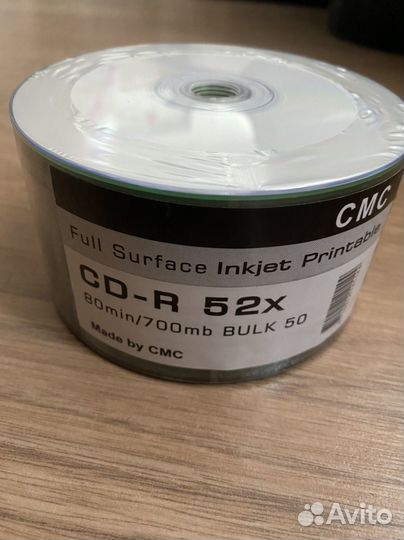 CMC
Full Surface Inkjet Printable
CD-R 52x
80min/700mb BULK 50
Made by CMC
Avito